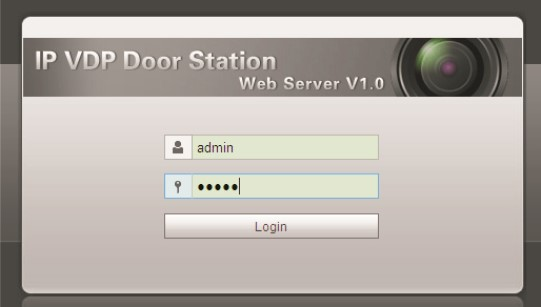 IP VDP Door Station
Web Server V1.0
admin
●●●●●
Login